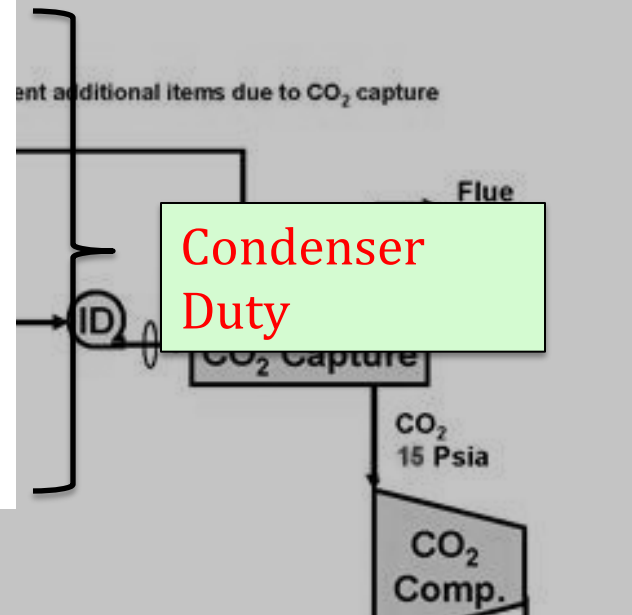 ent additional items due to CO₂ capture
Flue
Condenser
Duty
ID
CO₂ Capture
CO₂
15 Psia
CO₂
Comp.